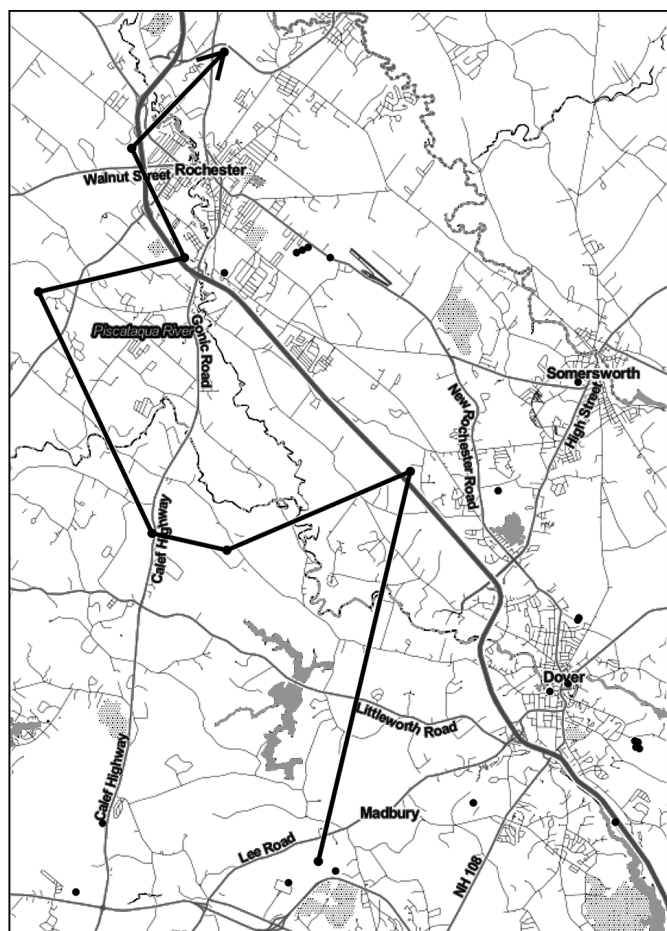 Walnut Street
Rochester
Piscataqua River
Gonic Road
Somersworth
New Rochester Road
High Street
Calef Highway
Dover
Littleworth Road
Calef Highway
Madbury
Lee Road
NH 108